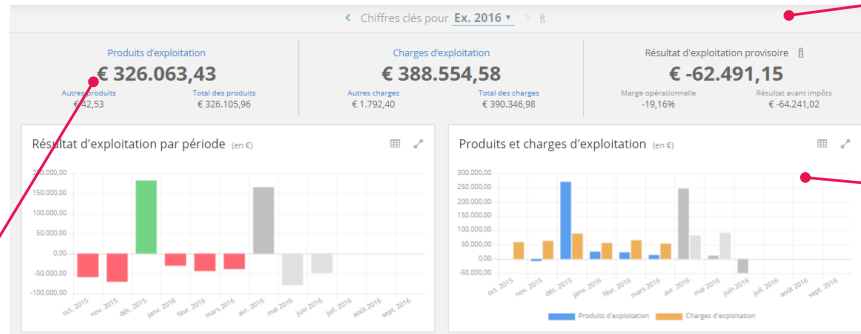 Chiffres clés pour Ex. 2016
Produits d'exploitation
€ 326.063,43
Autres produits
€ 42,53
Total des produits
€ 326.105,96
Charges d'exploitation
€ 388.554,58
Autres charges
€ 1.792,40
Total des charges
€ 390.346,98
Résultat d'exploitation provisoire
€ -62.491,15
Marge opérationnelle
-19,16%
Résultat avant impôts
€ -64.241,02
Résultat d'exploitation par période (en €)
200.000,00
150.000,00
100.000,00
50.000,00
0,00
-50.000,00
-100.000,00
oct. 2015 nov. 2015 déc. 2015 janv. 2016 févr. 2016 mars 2016 avr. 2016 mai 2016 juin 2016 juil. 2016 août 2016 sept. 2016
Produits et charges d'exploitation (en €)
300.000,00
250.000,00
200.000,00
150.000,00
100.000,00
50.000,00
0,00
-50.000,00
oct. 2015 nov. 2015 déc. 2015 janv. 2016 févr. 2016 mars 2016 avr. 2016 mai 2016 juin 2016 juil. 2016 août 2016 sept. 2016
Produits d'exploitation Charges d'exploitation